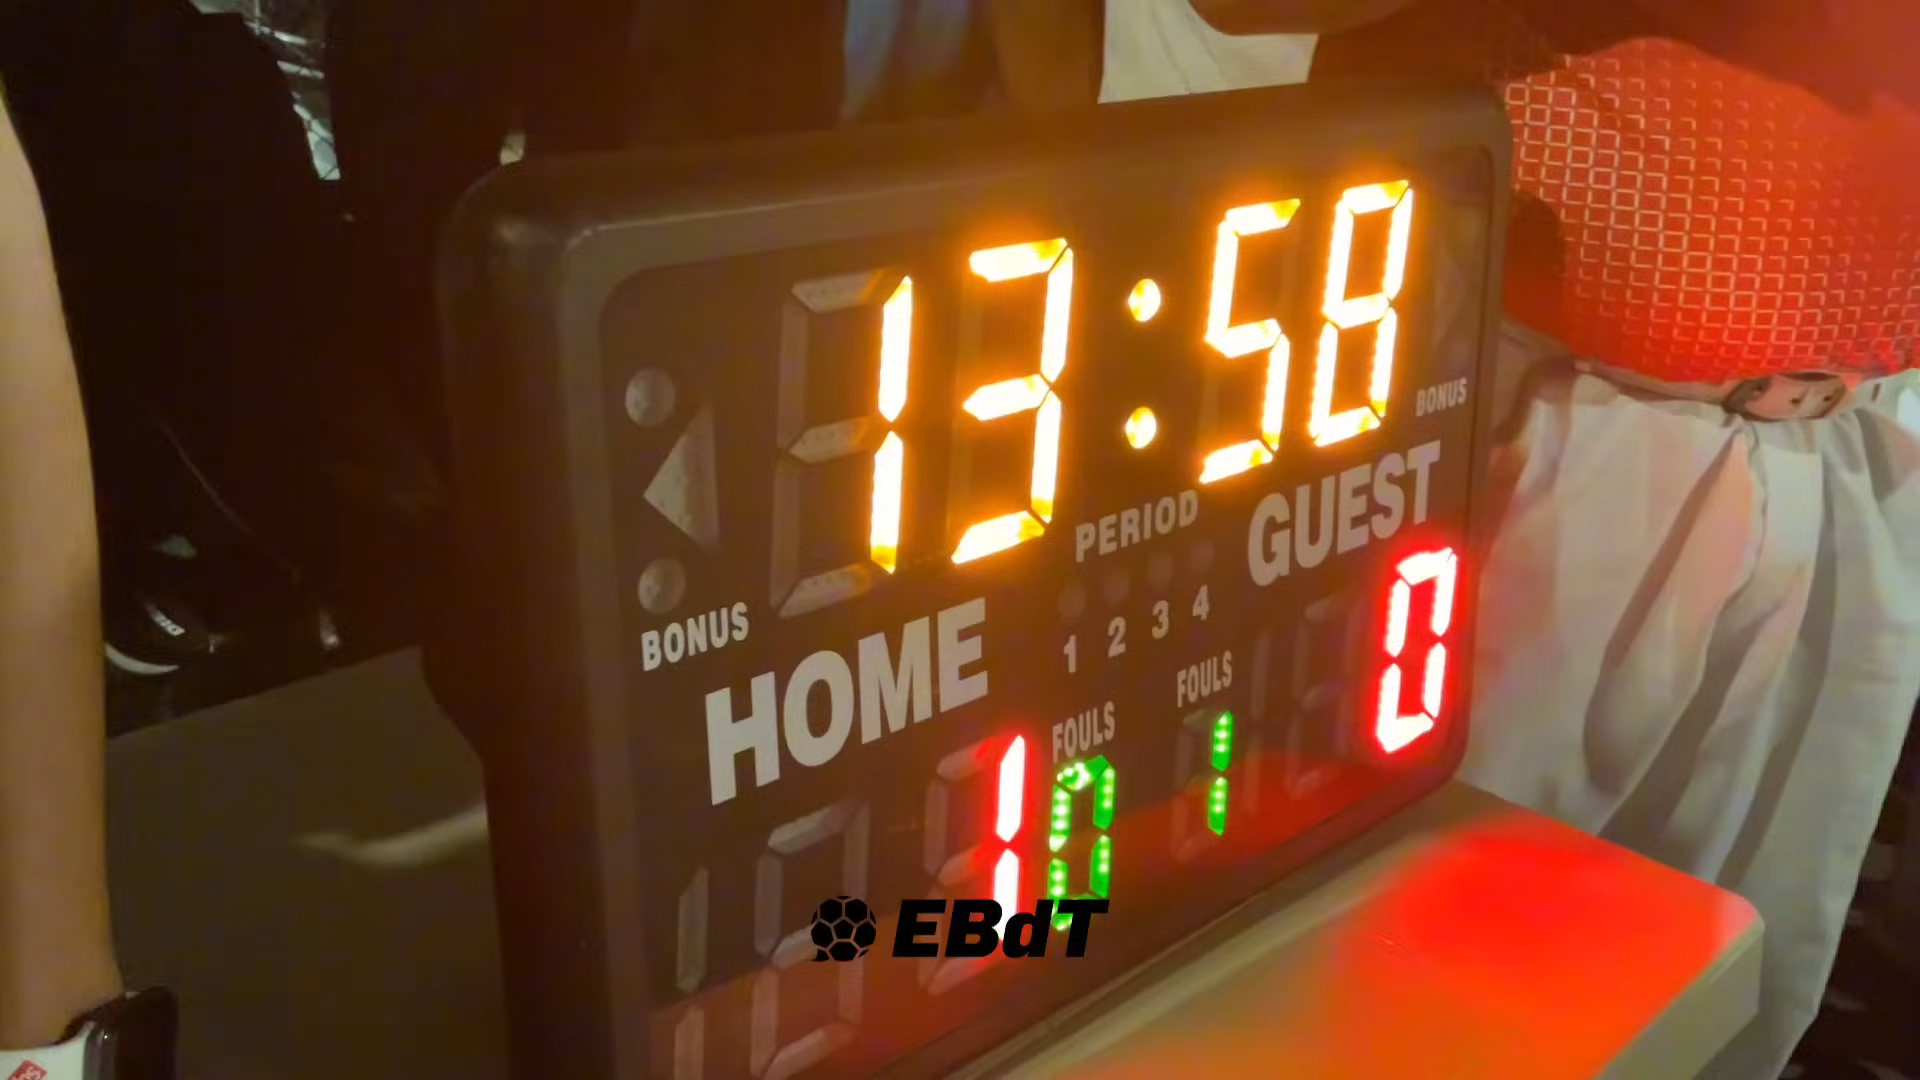 13:58
BONUS
PERIOD
GUEST
1 2 3 4
BONUS
HOME
FOULS
FOULS
1 0 1 0
EBdT